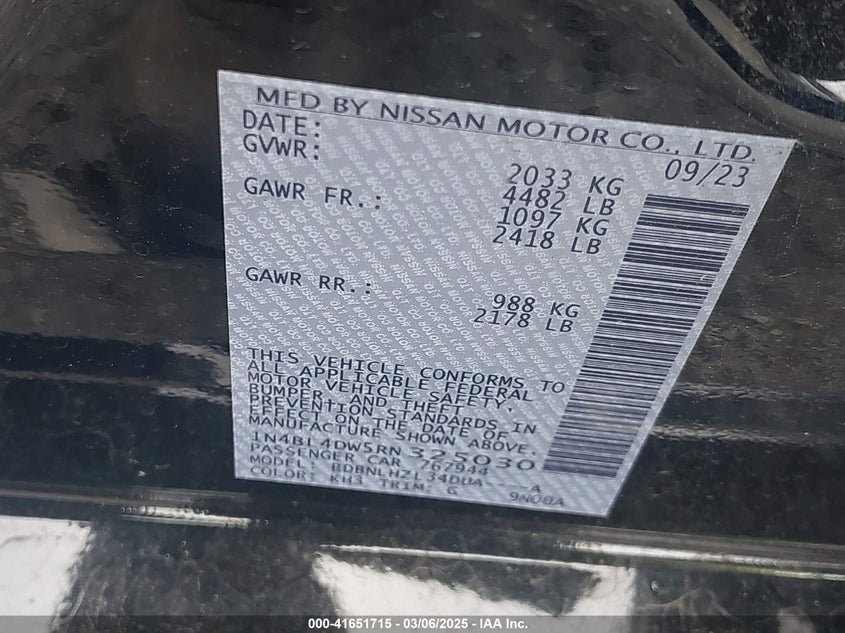 MFD BY NISSAN MOTOR CO., LTD.
DATE: 09/23
GVWR: 2033 KG
4482 LB
GAWR FR.: 1097 KG
2418 LB
GAWR RR.: 988 KG
2178 LB
THIS VEHICLE CONFORMS TO
ALL APPLICABLE FEDERAL
MOTOR VEHICLE SAFETY,
BUMPER, AND THEFT
PREVENTION STANDARDS IN
EFFECT ON THE DATE OF
MANUFACTURE SHOWN ABOVE.
1N4BL4DW5RN325030
PASSENGER CAR 767944
MODEL: BDBNLHZL34DUA----A
COLOR: KH3 TRIM: G 9N00A
000-41651715 - 03/06/2025 - IAA Inc.